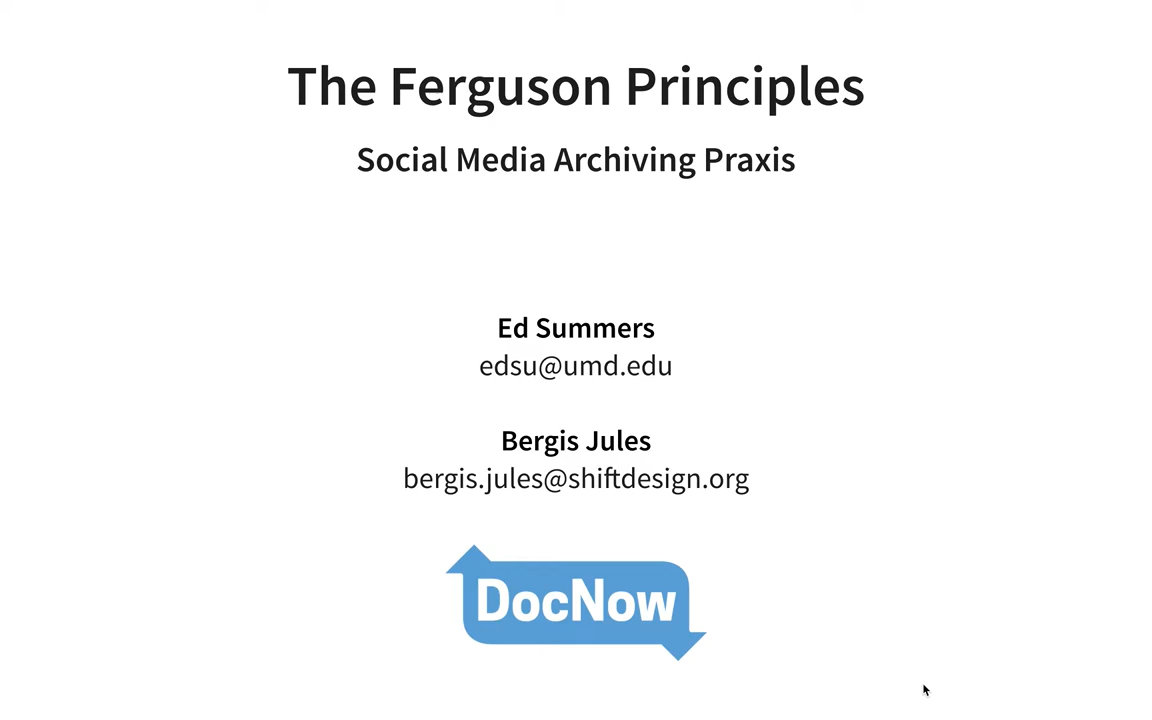 The Ferguson Principles
Social Media Archiving Praxis
Ed Summers
edsu@umd.edu
Bergis Jules
bergis.jules@shiftdesign.org
DocNow